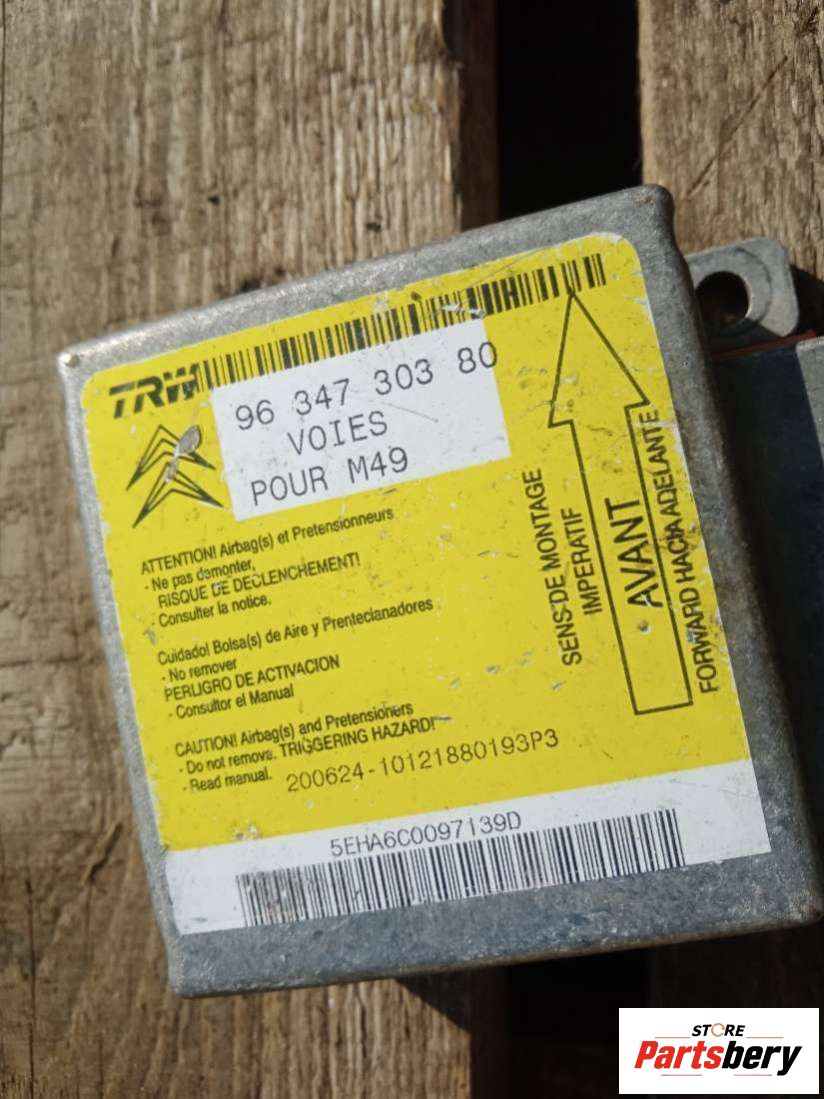 TRW
96 347 303 80
VOIES
POUR M49
ATTENTION! Airbag(s) et Pretensionneurs
- Ne pas demonter,
RISQUE DE DECLENCHEMENT!
- Consulter la notice.
Cuidado! Bolsa(s) de Aire y Prentecianadores
- No remover
PERLIGRO DE ACTIVACION
- Consultor el Manual
CAUTION! Airbag(s) and Pretensioners
- Do not remove. TRIGGERING HAZARD!
- Read manual.
200624-10121880193P3
SENS DE MONTAGE
IMPERATIF
AVANT
FORWARD HACIA ADELANTE
5EHA6C0097139D
STORE
Partsbery